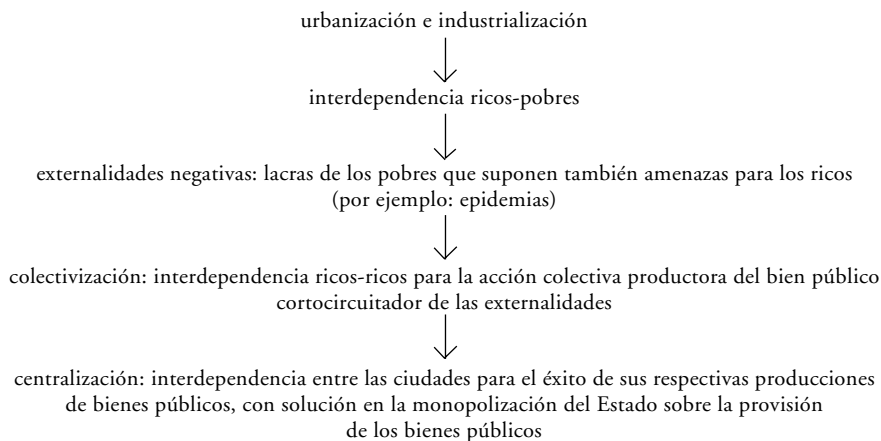 urbanización e industrialización
interdependencia ricos-pobres
externalidades negativas: lacras de los pobres que suponen también amenazas para los ricos
(por ejemplo: epidemias)
colectivización: interdependencia ricos-ricos para la acción colectiva productora del bien público
cortocircuitador de las externalidades
centralización: interdependencia entre las ciudades para el éxito de sus respectivas producciones
de bienes públicos, con solución en la monopolización del Estado sobre la provisión
de los bienes públicos